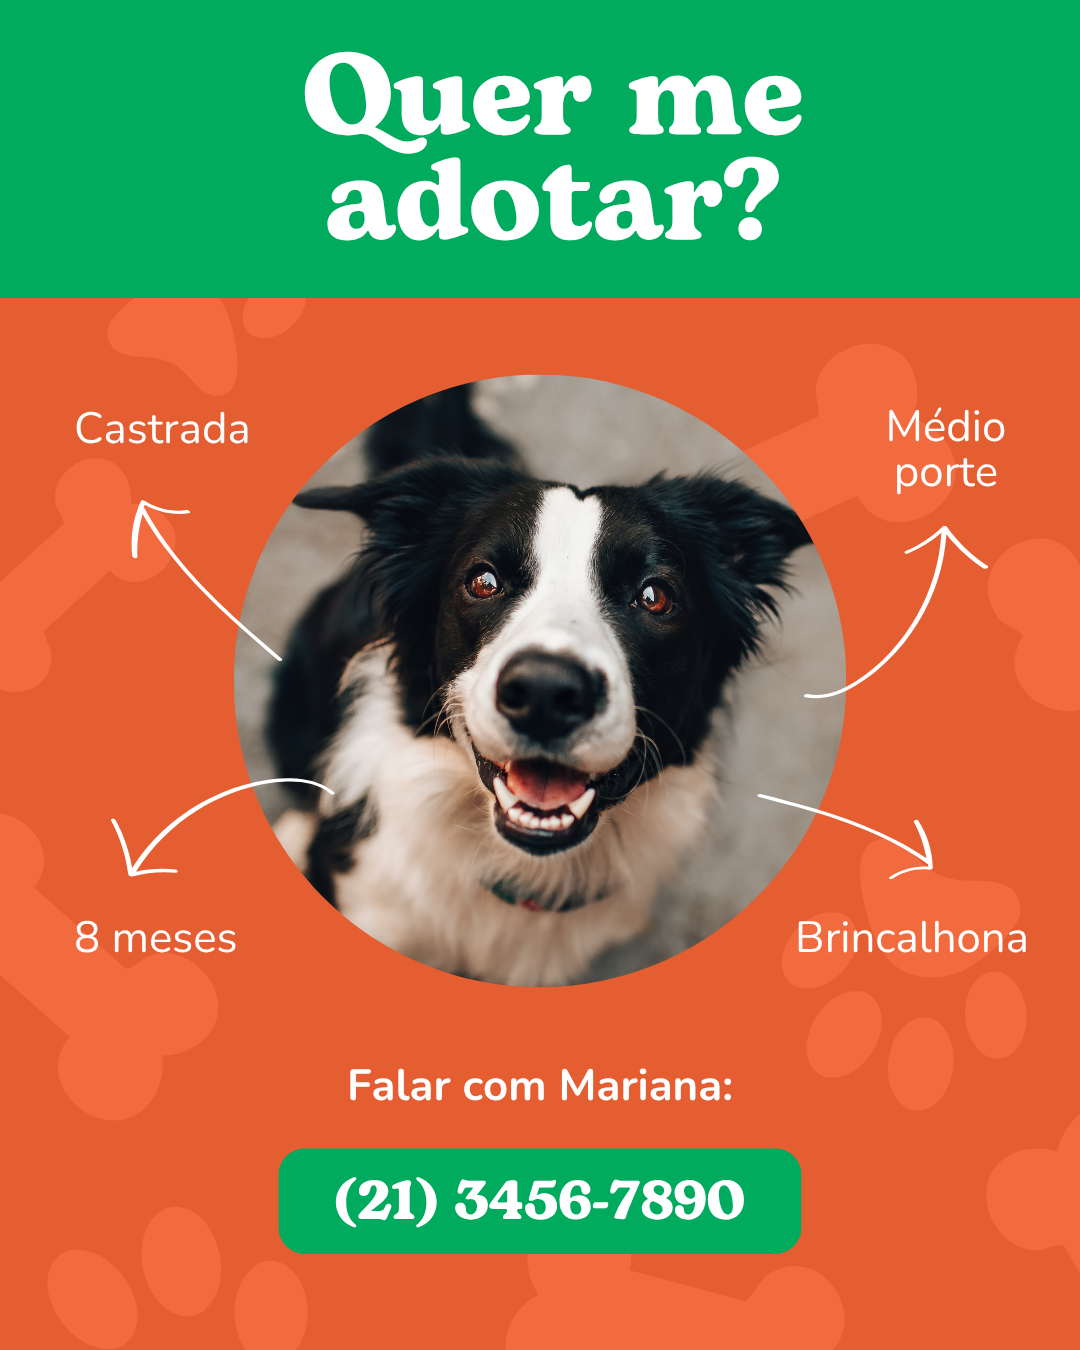 Quer me
adotar?
Castrada
Médio
porte
8 meses
Brincalhona
Falar com Mariana:
(21) 3456-7890